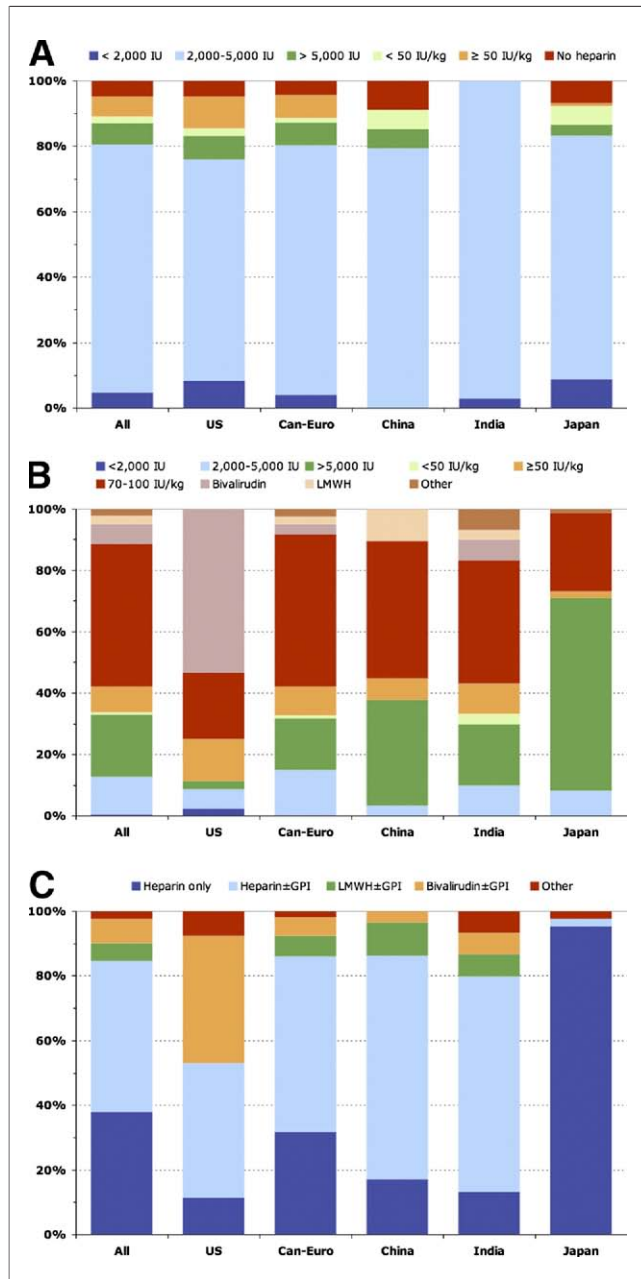 A
< 2,000 IU 2,000-5,000 IU > 5,000 IU < 50 IU/kg ≥ 50 IU/kg No heparin
100%
80%
60%
40%
20%
0%
All US Can-Euro China India Japan
B
<2,000 IU 2,000-5,000 IU >5,000 IU <50 IU/kg ≥50 IU/kg
70-100 IU/kg Bivalirudin LMWH Other
100%
80%
60%
40%
20%
0%
All US Can-Euro China India Japan
C
Heparin only Heparin±GPI LMWH±GPI Bivalirudin±GPI Other
100%
80%
60%
40%
20%
0%
All US Can-Euro China India Japan